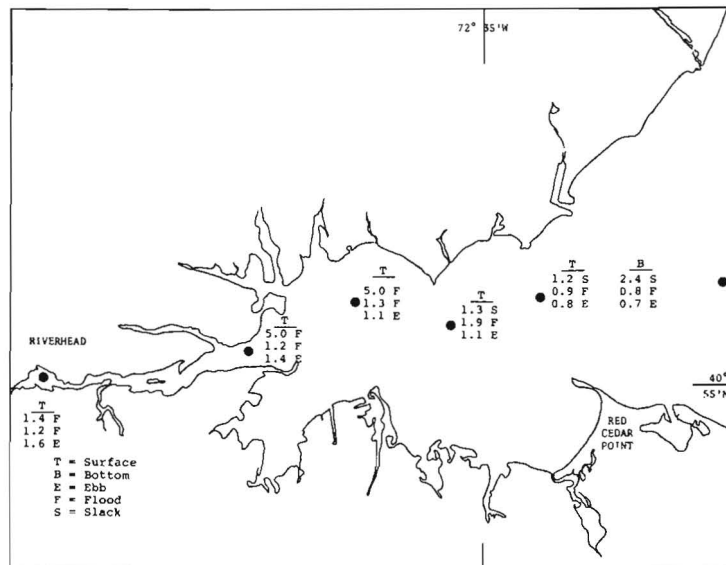 72° 35'W
T B
1.2 S 2.4 S
0.9 F 0.8 F
0.8 E 0.7 E
T
5.0 F
1.3 F
1.1 E
T
1.3 S
1.9 F
1.1 E
T
5.0 F
1.2 F
1.4 E
RIVERHEAD
40°
55'N
T
1.4 F
1.2 F
1.6 E
RED
CEDAR
POINT
T = Surface
B = Bottom
E = Ebb
F = Flood
S = Slack